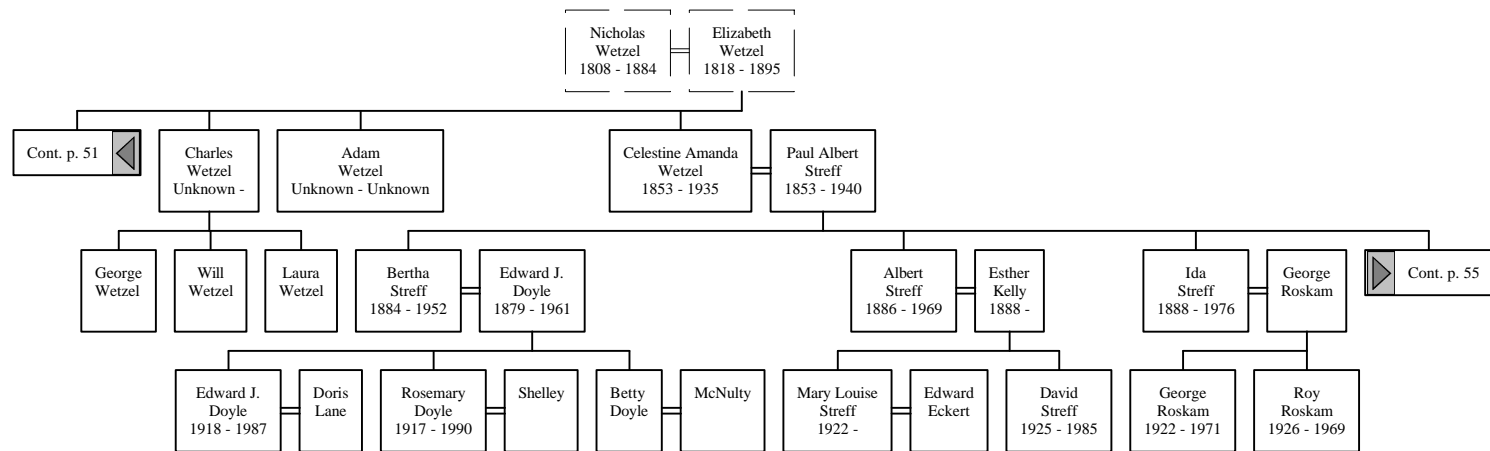 Nicholas
Wetzel
1808 - 1884
Elizabeth
Wetzel
1818 - 1895
Cont. p. 51
Charles
Wetzel
Unknown -
Adam
Wetzel
Unknown - Unknown
Celestine Amanda
Wetzel
1853 - 1935
Paul Albert
Streff
1853 - 1940
George
Wetzel
Will
Wetzel
Laura
Wetzel
Bertha
Streff
1884 - 1952
Edward J.
Doyle
1879 - 1961
Albert
Streff
1886 - 1969
Esther
Kelly
1888 -
Ida
Streff
1888 - 1976
George
Roskam
Cont. p. 55
Edward J.
Doyle
1918 - 1987
Doris
Lane
Rosemary
Doyle
1917 - 1990
Shelley
Betty
Doyle
McNulty
Mary Louise
Streff
1922 -
Edward
Eckert
David
Streff
1925 - 1985
George
Roskam
1922 - 1971
Roy
Roskam
1926 - 1969